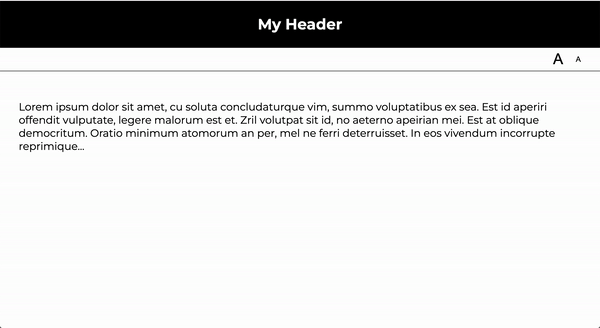 My Header
A A
Lorem ipsum dolor sit amet, cu soluta concludaturque vim, summo voluptatibus ex sea. Est id aperiri
offendit vulputate, legere malorum est et. Zril volutpat sit id, no aeterno apeirian mei. Est at oblique
democritum. Oratio minimum atomorum an per, mel ne ferri deterruisset. In eos vivendum incorrupte
reprimique...